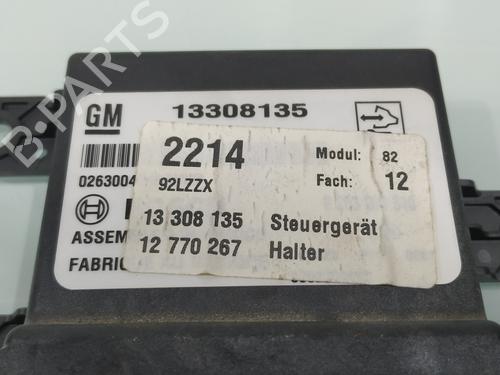 B-PARTS
GM
13308135
2214
Modul: 82
0263004
92LZZX
Fach: 12
13 308 135 Steuergerät
12 770 267 Halter
ASSEM
FABRIC